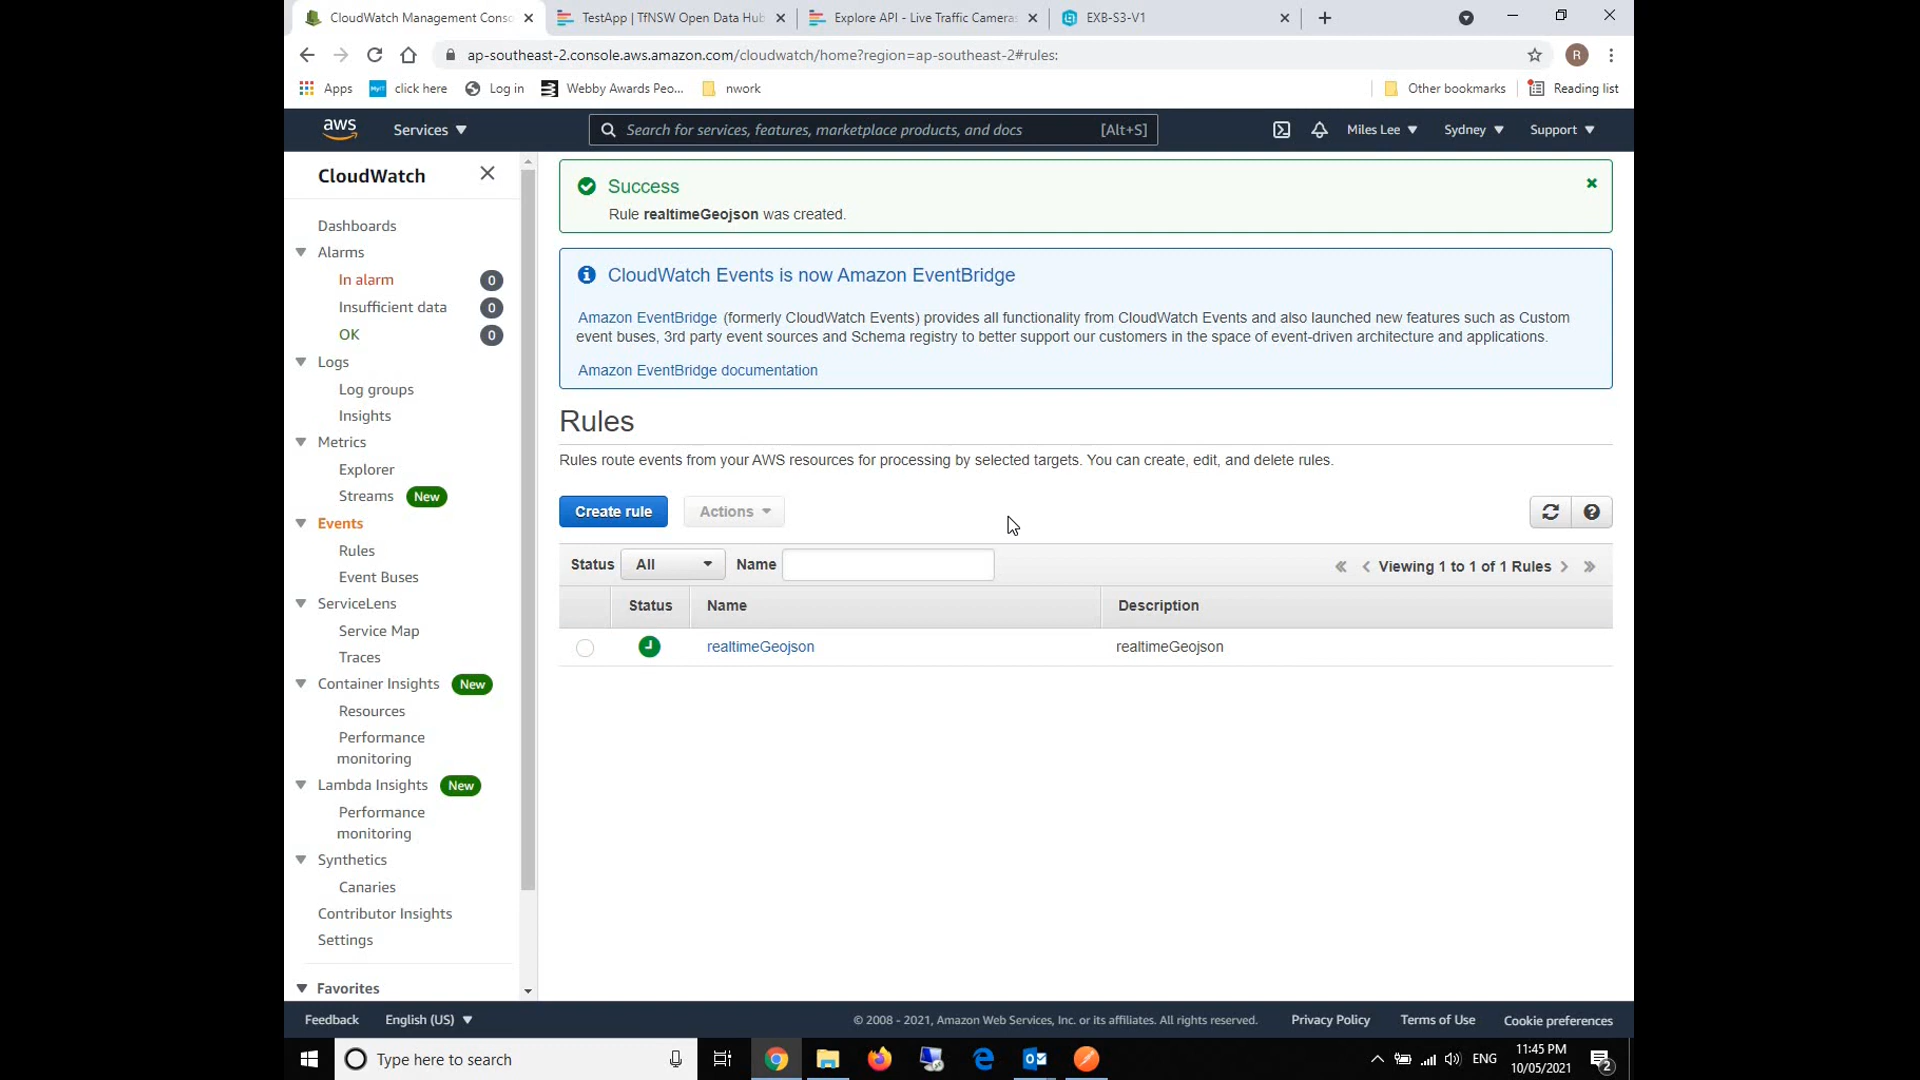 CloudWatch Management Conso
TestApp | TfNSW Open Data Hub
Explore API - Live Traffic Cameras
EXB-S3-V1
ap-southeast-2.console.aws.amazon.com/cloudwatch/home?region=ap-southeast-2#rules:
R
Apps
click here
Log in
Webby Awards Peo...
nwork
Other bookmarks
Reading list
aws
Services
Search for services, features, marketplace products, and docs
[Alt+S]
Miles Lee
Sydney
Support
CloudWatch
Dashboards
Alarms
In alarm 0
Insufficient data 0
OK 0
Logs
Log groups
Insights
Metrics
Explorer
Streams New
Events
Rules
Event Buses
ServiceLens
Service Map
Traces
Container Insights New
Resources
Performance
monitoring
Lambda Insights New
Performance
monitoring
Synthetics
Canaries
Contributor Insights
Settings
Favorites
Success
Rule realtimeGeojson was created.
CloudWatch Events is now Amazon EventBridge
Amazon EventBridge (formerly CloudWatch Events) provides all functionality from CloudWatch Events and also launched new features such as Custom
event buses, 3rd party event sources and Schema registry to better support our customers in the space of event-driven architecture and applications.
Amazon EventBridge documentation
Rules
Rules route events from your AWS resources for processing by selected targets. You can create, edit, and delete rules.
Create rule
Actions
Status All Name
Viewing 1 to 1 of 1 Rules
Status Name Description
realtimeGeojson realtimeGeojson
Feedback
English (US)
© 2008 - 2021, Amazon Web Services, Inc. or its affiliates. All rights reserved.
Privacy Policy
Terms of Use
Cookie preferences
Type here to search
ENG
11:45 PM
10/05/2021
2